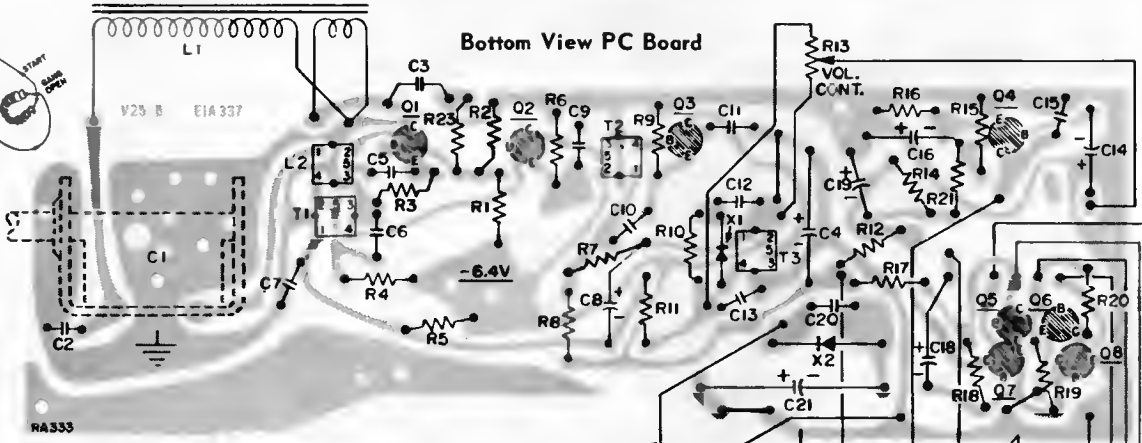 Bottom View PC Board
L1
START
BAND OPEN
V25 B EIA 337
C3
R13
VOL. CONT.
Q1
R23
R2
Q2
R6
C9
T2
R9
Q3
C11
R16
R15
Q4
C15
C14
L2
C5
R3
T1
C6
R1
C16
R14
R21
C19
C12
X1
T3
C4
C10
R10
R12
C1
C7
R4
-6.4V
R7
C8
R11
R8
R5
C13
R17
C20
X2
C18
Q5
Q6
R20
Q8
Q7
R18
R19
C2
C21
RA333